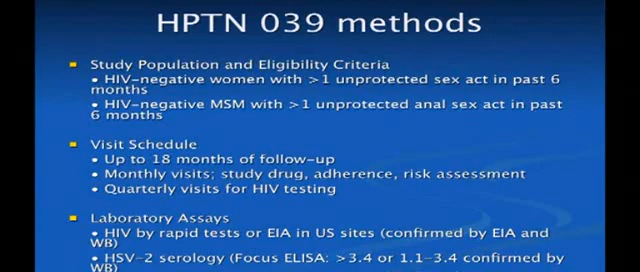 HPTN 039 methods
Study Population and Eligibility Criteria
• HIV-negative women with >1 unprotected sex act in past 6
months
• HIV-negative MSM with >1 unprotected anal sex act in past
6 months
Visit Schedule
• Up to 18 months of follow-up
• Monthly visits; study drug, adherence, risk assessment
• Quarterly visits for HIV testing
Laboratory Assays
• HIV by rapid tests or EIA in US sites (confirmed by EIA and
WB)
• HSV-2 serology (Focus ELISA: >3.4 or 1.1-3.4 confirmed by
WB)